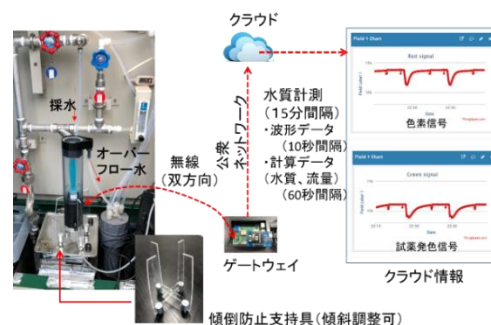 クラウド
採水
オーバー
フロー水
無線
（双方向）
公衆
ネットワーク
水質計測
（15分間隔）
・波形データ
（10秒間隔）
・計算データ
（水質、流量）
（60秒間隔）
ゲートウェイ
傾倒防止支持具（傾斜調整可）
Field 1 Chart
Red signal
色素信号
Date
Green signal
試薬発色信号
クラウド情報